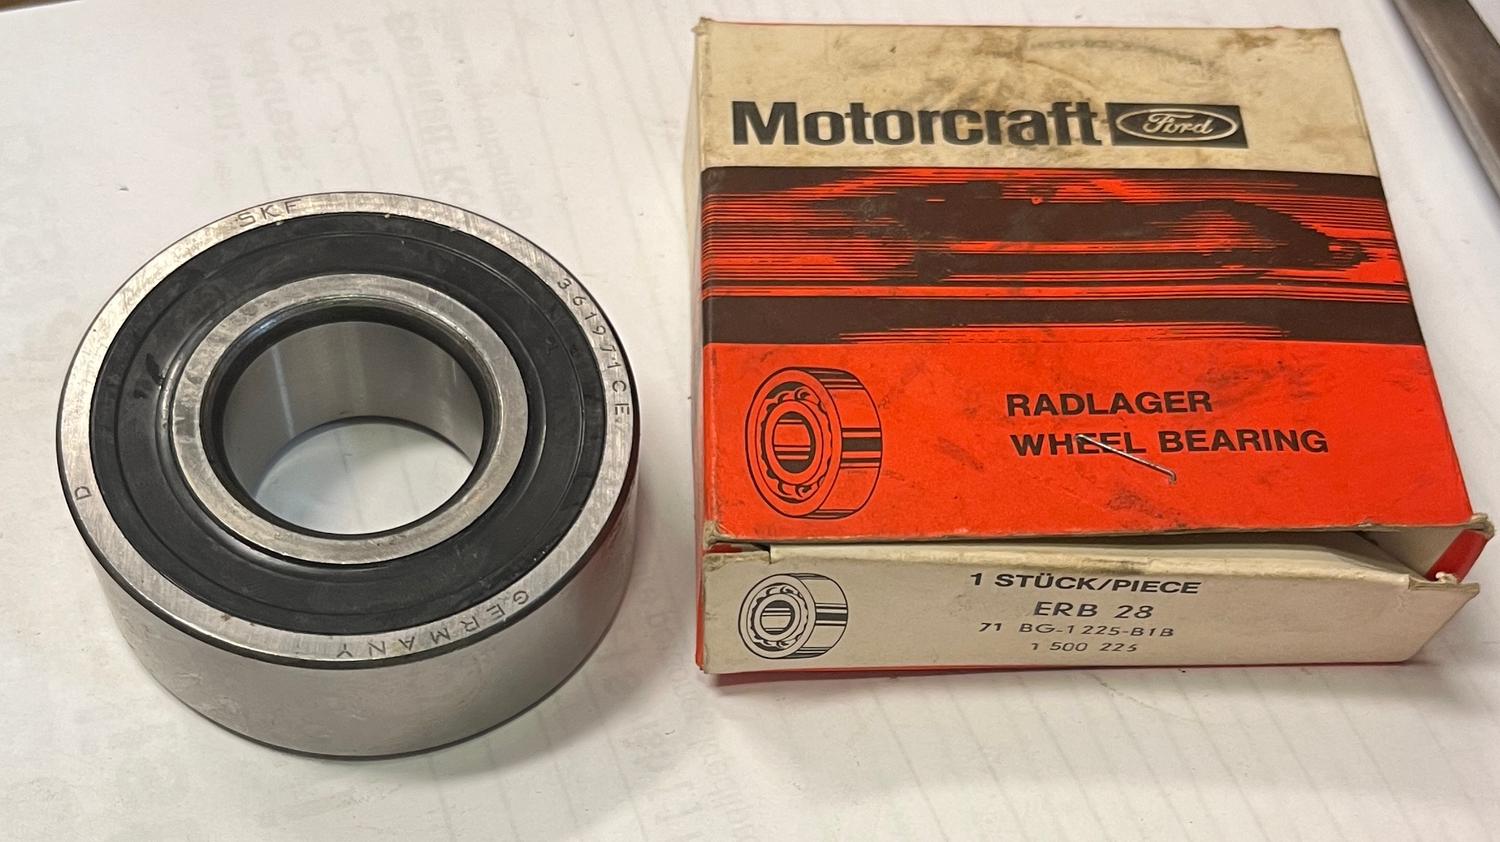 SKF
361971CE
GERMANY
D
Motorcraft Ford
RADLAGER
WHEEL BEARING
1 STÜCK/PIECE
ERB 28
71 BG-1225-B1B
1 500 225